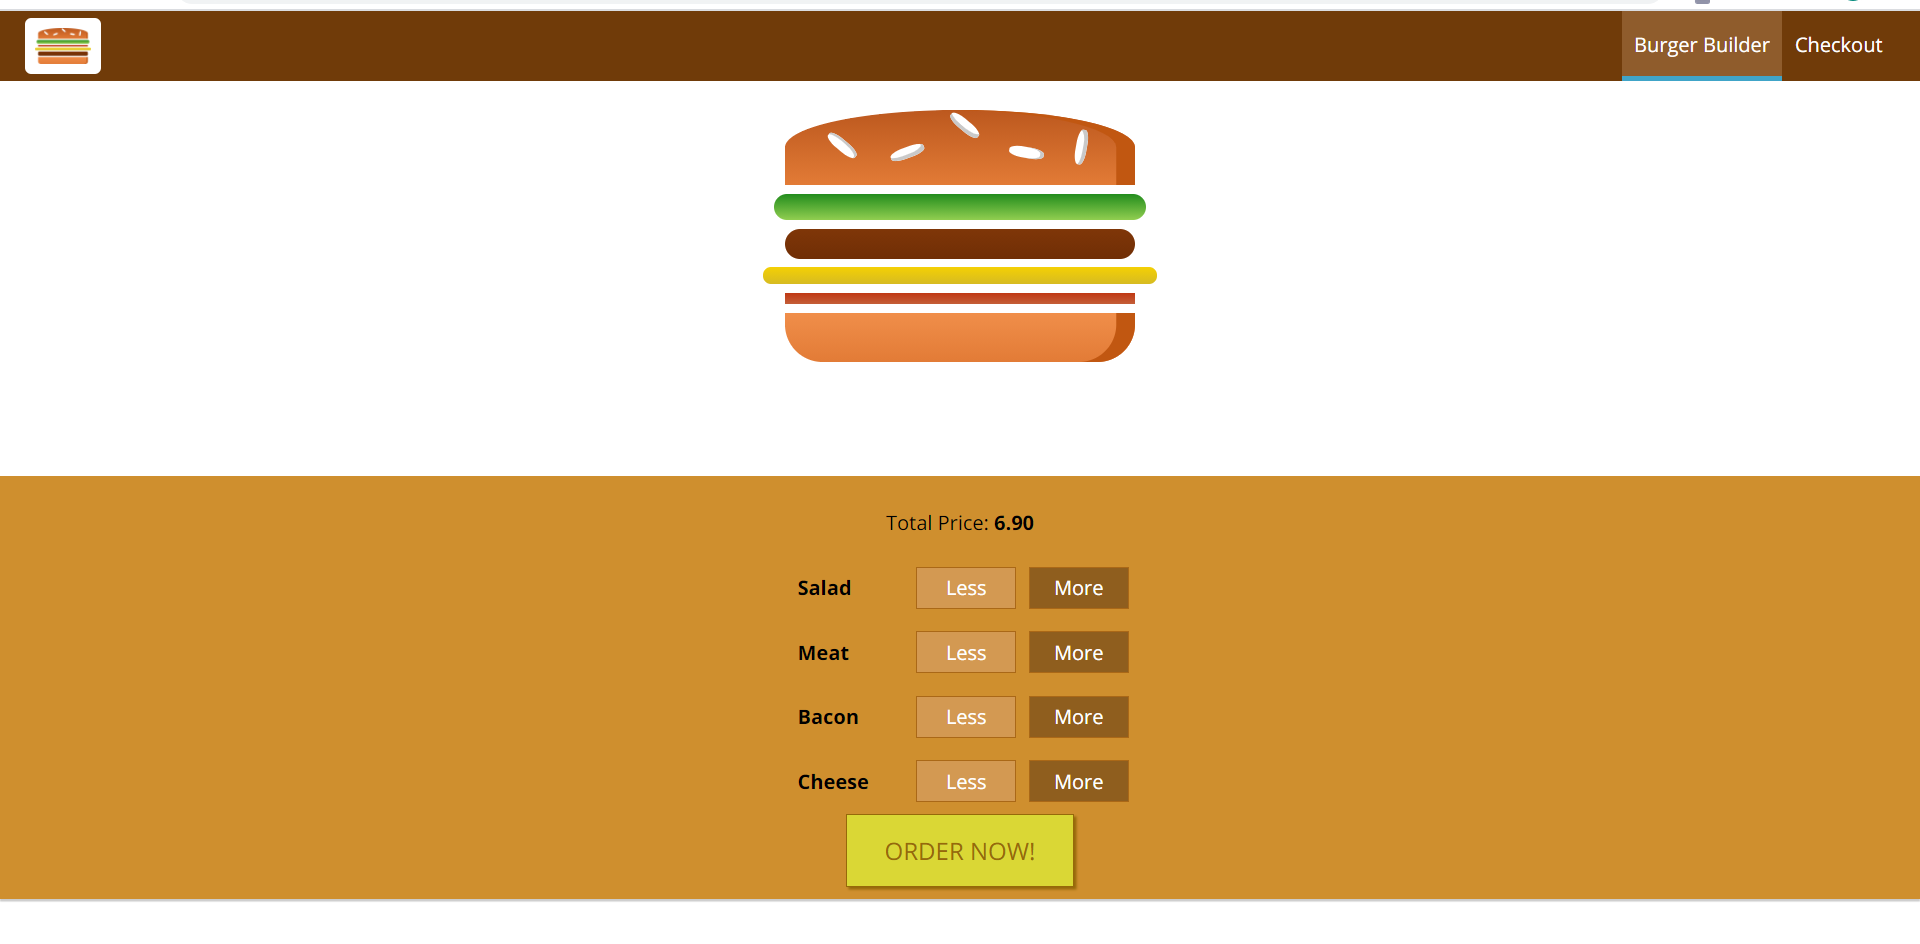 Burger Builder Checkout
Total Price: 6.90
Salad Less More
Meat Less More
Bacon Less More
Cheese Less More
ORDER NOW!